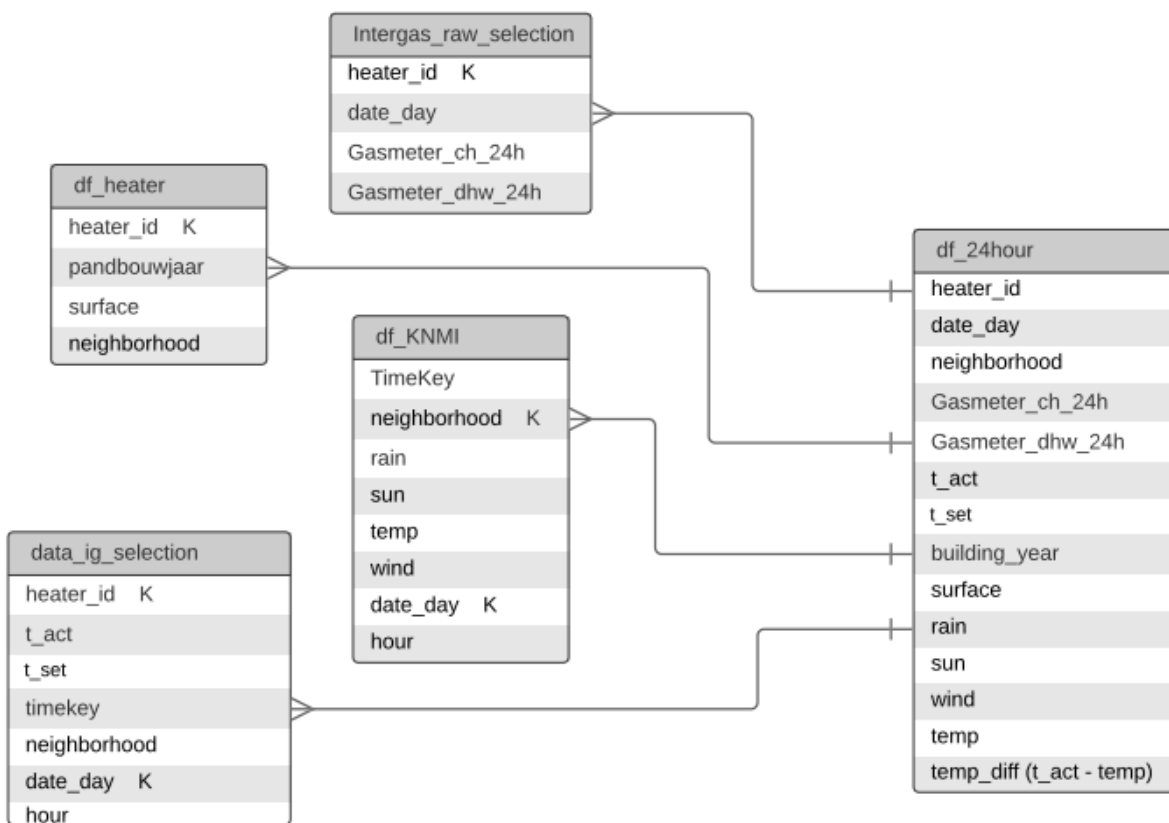 Intergas_raw_selection
heater_id K
date_day
Gasmeter_ch_24h
Gasmeter_dhw_24h
df_heater
heater_id K
pandbouwjaar
surface
neighborhood
df_KNMI
TimeKey
neighborhood K
rain
sun
temp
wind
date_day K
hour
data_ig_selection
heater_id K
t_act
t_set
timekey
neighborhood
date_day K
hour
df_24hour
heater_id
date_day
neighborhood
Gasmeter_ch_24h
Gasmeter_dhw_24h
t_act
t_set
building_year
surface
rain
sun
wind
temp
temp_diff (t_act - temp)